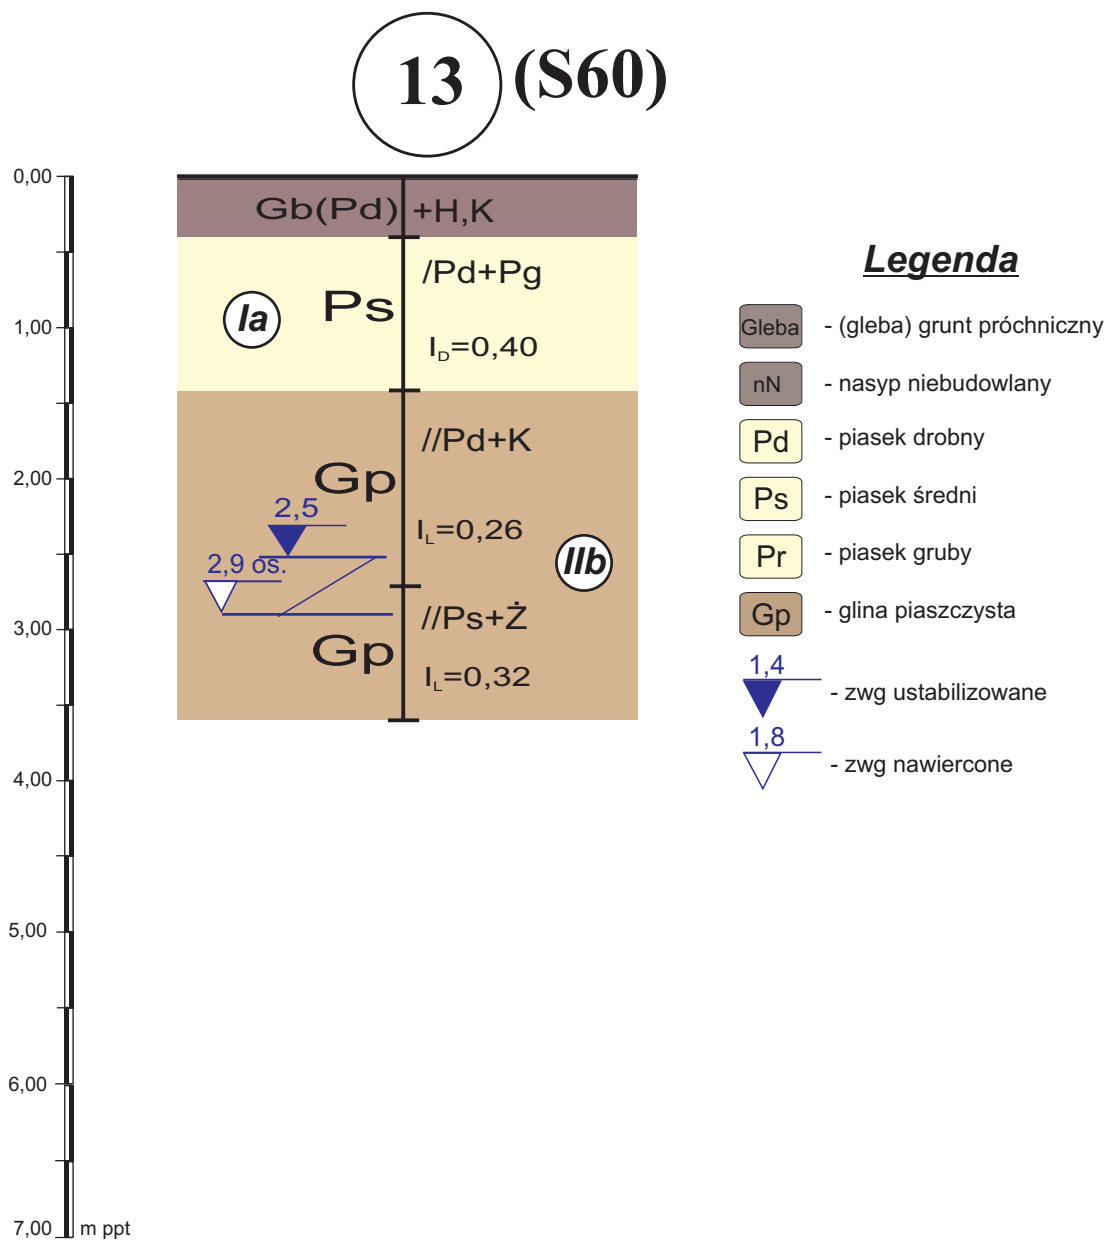 13 (S60)
0,00
Gb(Pd) +H,K
/Pd+Pg
Ia
Ps
1,00
I_D=0,40
//Pd+K
2,00
Gp
2,5
I_L=0,26
2,9 os.
IIb
3,00
//Ps+Ż
Gp
I_L=0,32
4,00
5,00
6,00
7,00 m ppt
Legenda
Gleba - (gleba) grunt próchniczny
nN - nasyp niebudowlany
Pd - piasek drobny
Ps - piasek średni
Pr - piasek gruby
Gp - glina piaszczysta
1,4
- zwg ustabilizowane
1,8
- zwg nawiercone